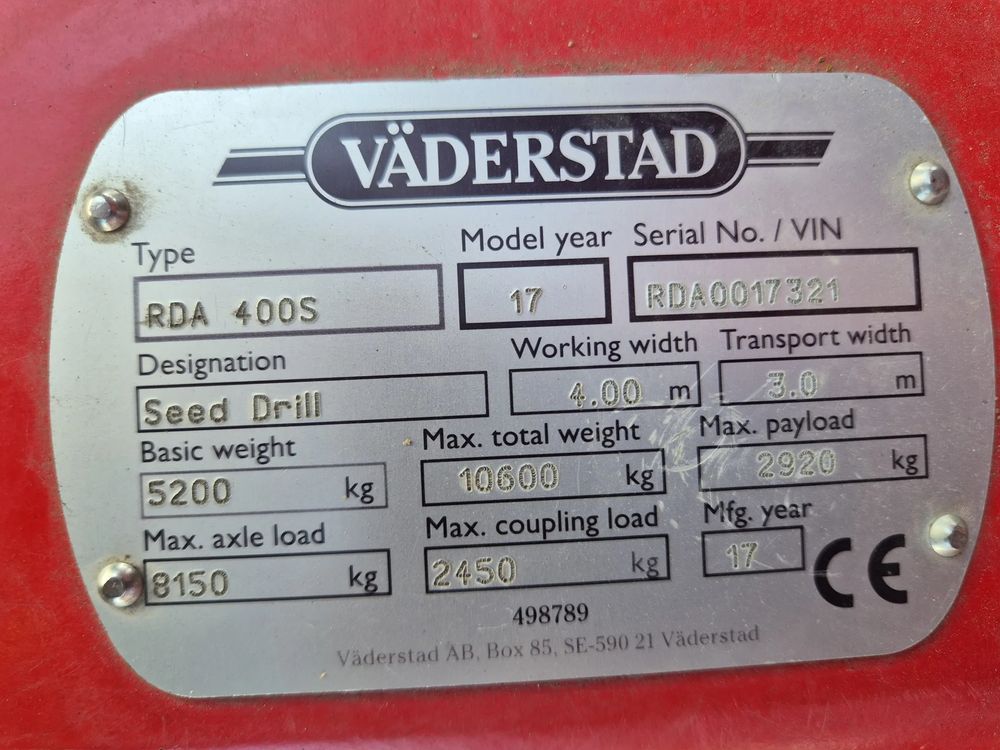 VÄDERSTAD
Type Model year Serial No. / VIN
RDA 400S 17 RDA0017321
Designation Working width Transport width
Seed Drill 4.00 m 3.0 m
Basic weight Max. total weight Max. payload
5200 kg 10600 kg 2920 kg
Max. axle load Max. coupling load Mfg. year
8150 kg 2450 kg 17 CE
498789
Väderstad AB, Box 85, SE-590 21 Väderstad